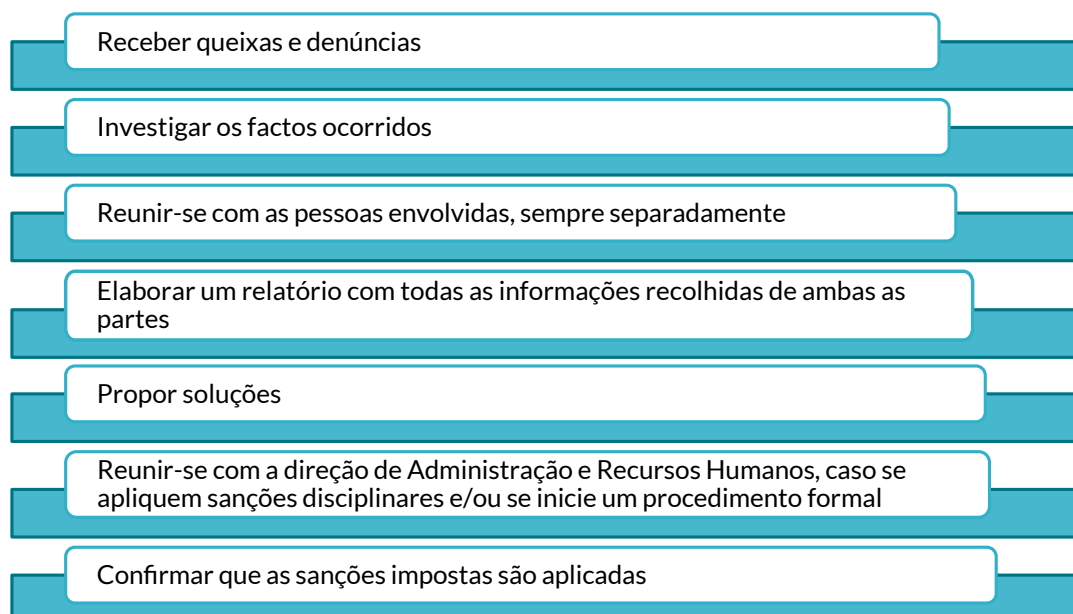 Receber queixas e denúncias
Investigar os factos ocorridos
Reunir-se com as pessoas envolvidas, sempre separadamente
Elaborar um relatório com todas as informações recolhidas de ambas as
partes
Propor soluções
Reunir-se com a direção de Administração e Recursos Humanos, caso se
apliquem sanções disciplinares e/ou se inicie um procedimento formal
Confirmar que as sanções impostas são aplicadas